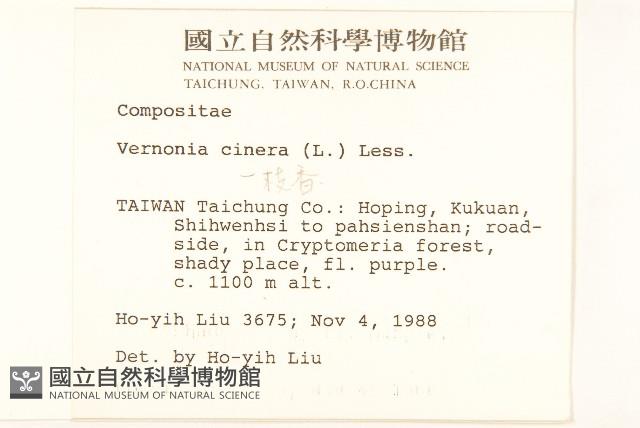 國立自然科學博物館
NATIONAL MUSEUM OF NATURAL SCIENCE
TAICHUNG, TAIWAN, R.O.CHINA
Compositae
Vernonia cinera (L.) Less.
一枝香
TAIWAN Taichung Co.: Hoping, Kukuan,
Shihwenhsi to pahsienshan; road-
side, in Cryptomeria forest,
shady place, fl. purple.
c. 1100 m alt.
Ho-yih Liu 3675; Nov 4, 1988
Det. by Ho-yih Liu
國立自然科學博物館
NATIONAL MUSEUM OF NATURAL SCIENCE